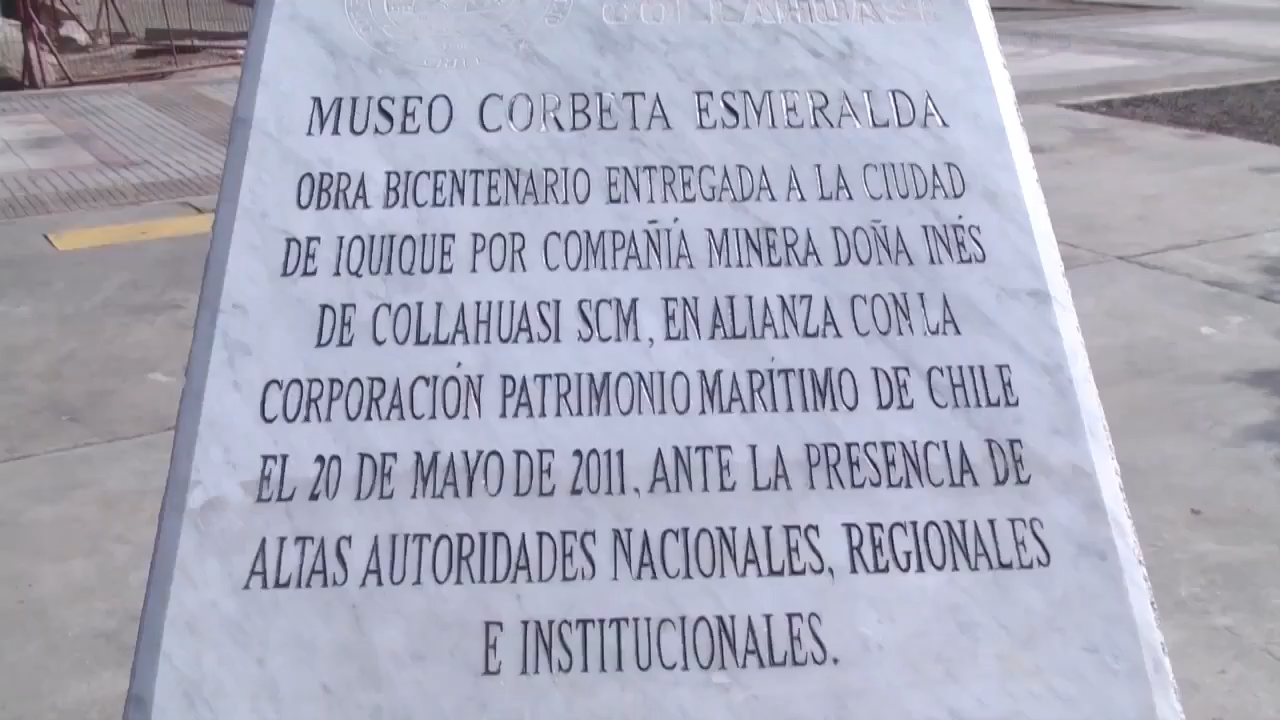 COLLAHUASI
MUSEO CORBETA ESMERALDA
OBRA BICENTENARIO ENTREGADA A LA CIUDAD
DE IQUIQUE POR COMPAÑÍA MINERA DOÑA INÉS
DE COLLAHUASI SCM, EN ALIANZA CON LA
CORPORACIÓN PATRIMONIO MARÍTIMO DE CHILE
EL 20 DE MAYO DE 2011, ANTE LA PRESENCIA DE
ALTAS AUTORIDADES NACIONALES, REGIONALES
E INSTITUCIONALES.